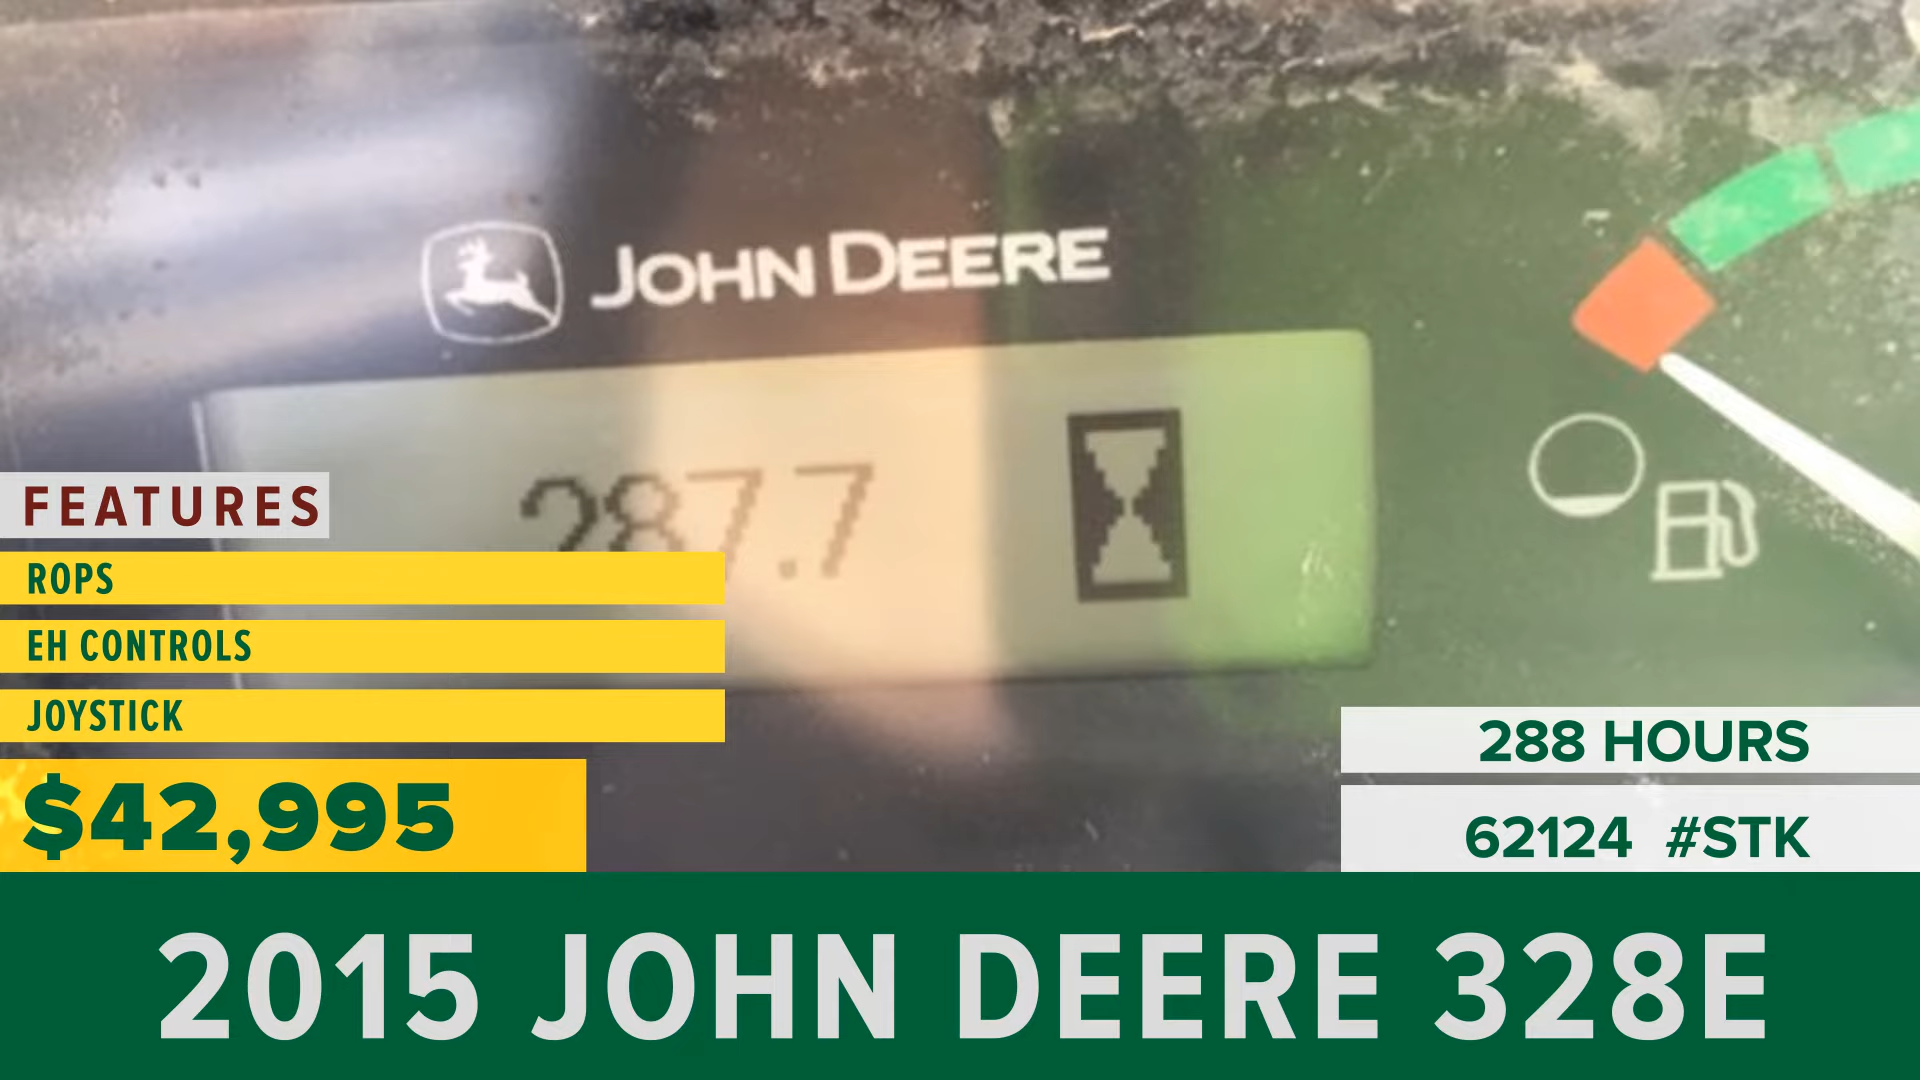 JOHN DEERE
287.7
FEATURES
ROPS
EH CONTROLS
JOYSTICK
$42,995
288 HOURS
62124 #STK
2015 JOHN DEERE 328E